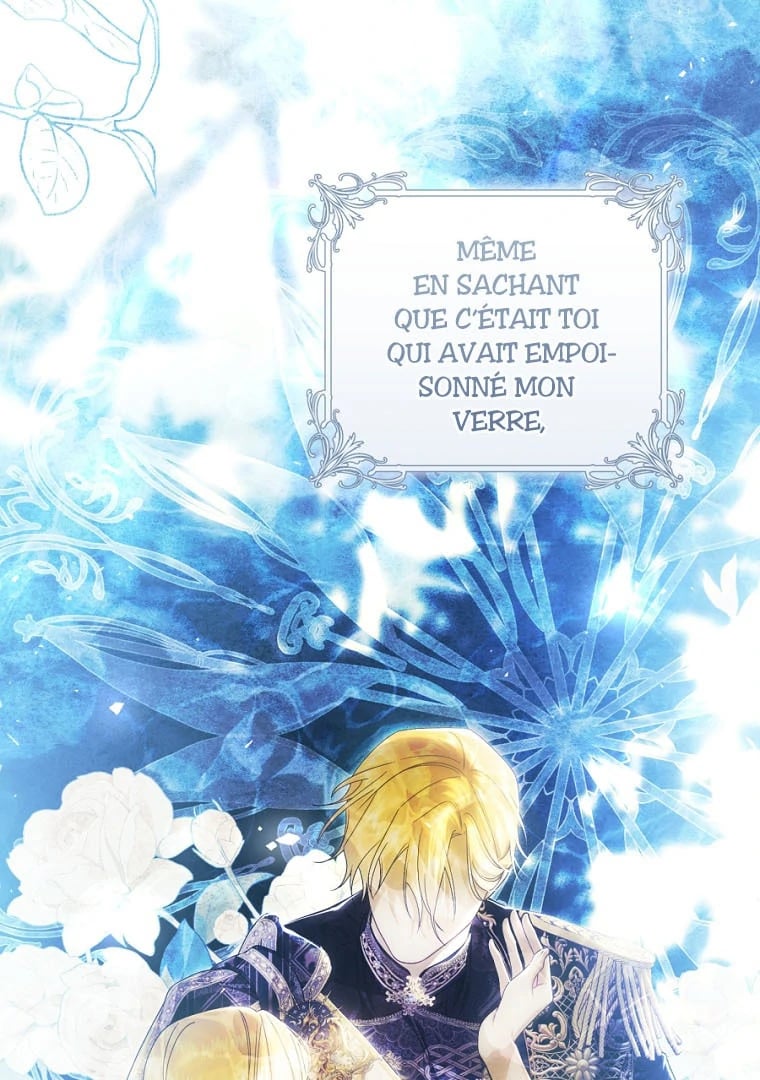 MÊME
EN SACHANT
QUE C'ÉTAIT TOI
QUI AVAIT EMPOI-
SONNÉ MON
VERRE,